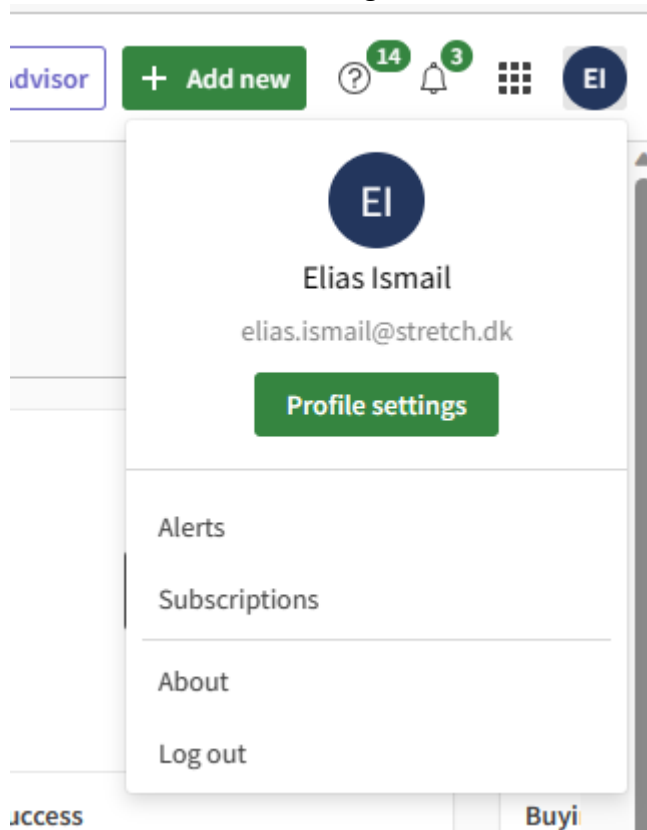 dvisor
+ Add new
14
3
EI
EI
Elias Ismail
elias.ismail@stretch.dk
Profile settings
Alerts
Subscriptions
About
Log out
uccess
Buyi